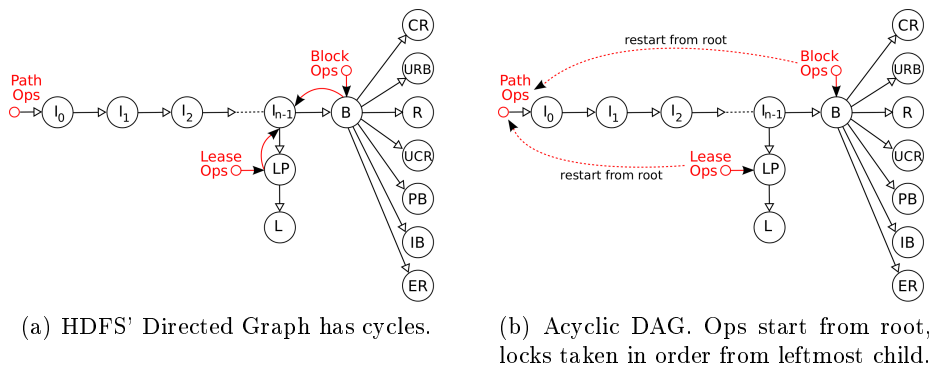 Path
Ops
I0
I1
I2
In-1
B
Block
Ops
Lease
Ops
LP
L
CR
URB
R
UCR
PB
IB
ER
(a) HDFS' Directed Graph has cycles.
restart from root
Path
Ops
I0
I1
I2
In-1
B
Block
Ops
Lease
Ops
restart from root
LP
L
CR
URB
R
UCR
PB
IB
ER
(b) Acyclic DAG. Ops start from root,
locks taken in order from leftmost child.